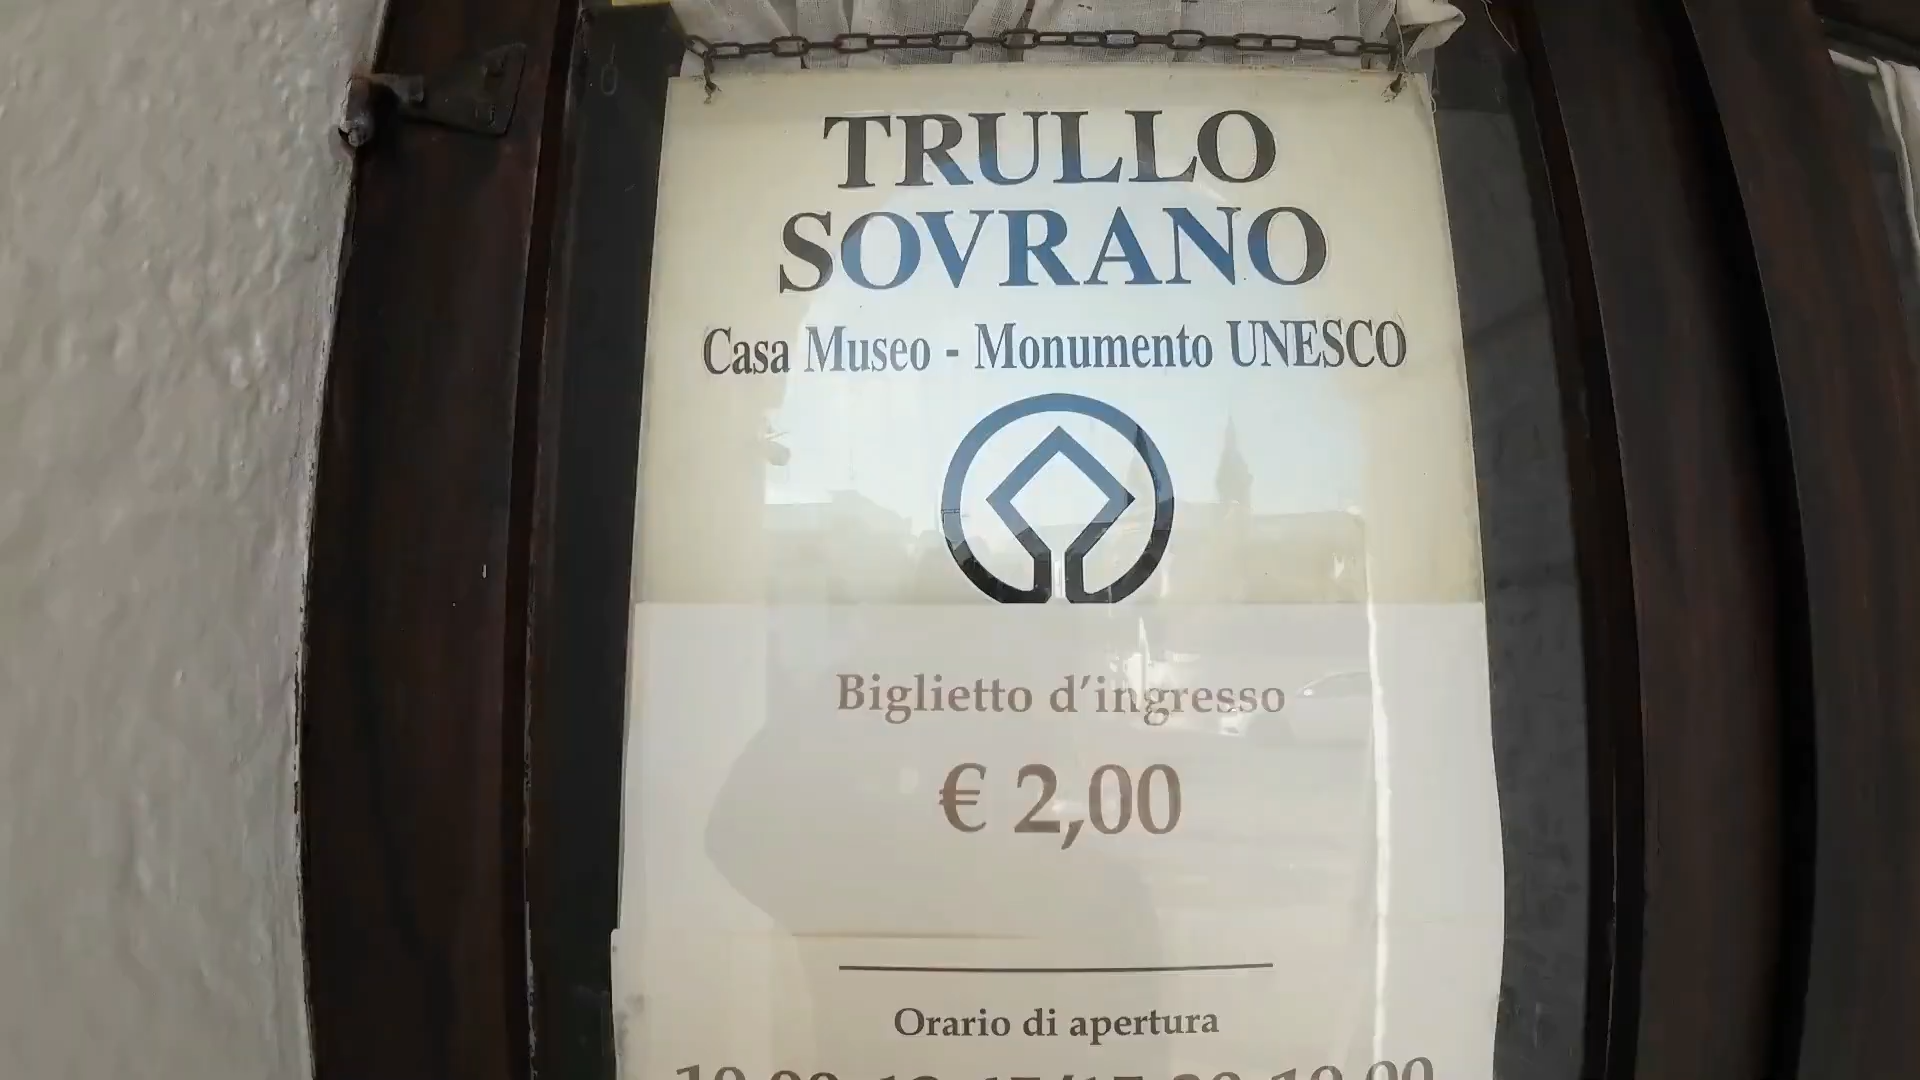 TRULLO
SOVRANO
Casa Museo - Monumento UNESCO
Biglietto d'ingresso
€ 2,00
Orario di apertura